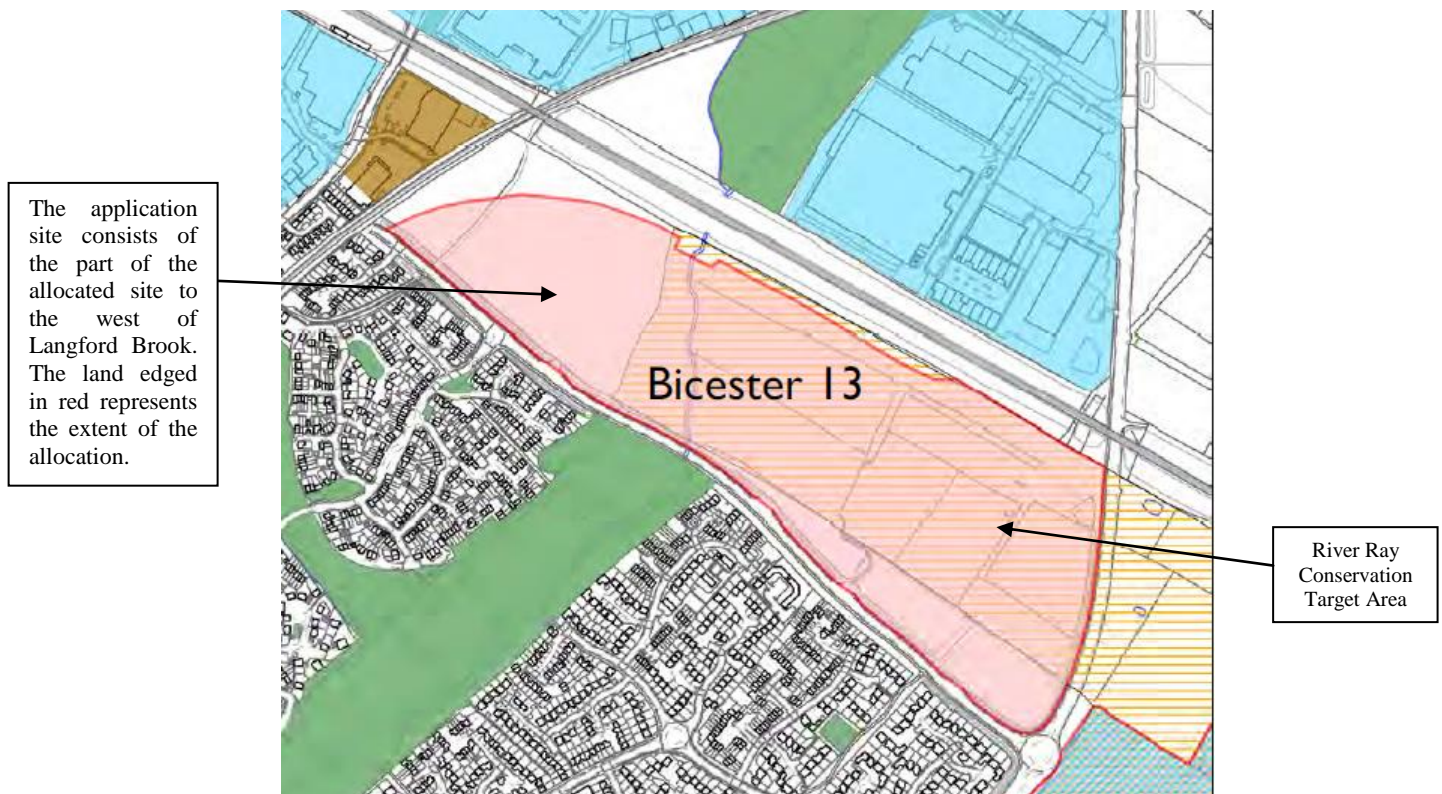 The application
site consists of
the part of the
allocated site to
the west of
Langford Brook.
The land edged
in red represents
the extent of the
allocation.
Bicester 13
River Ray
Conservation
Target Area